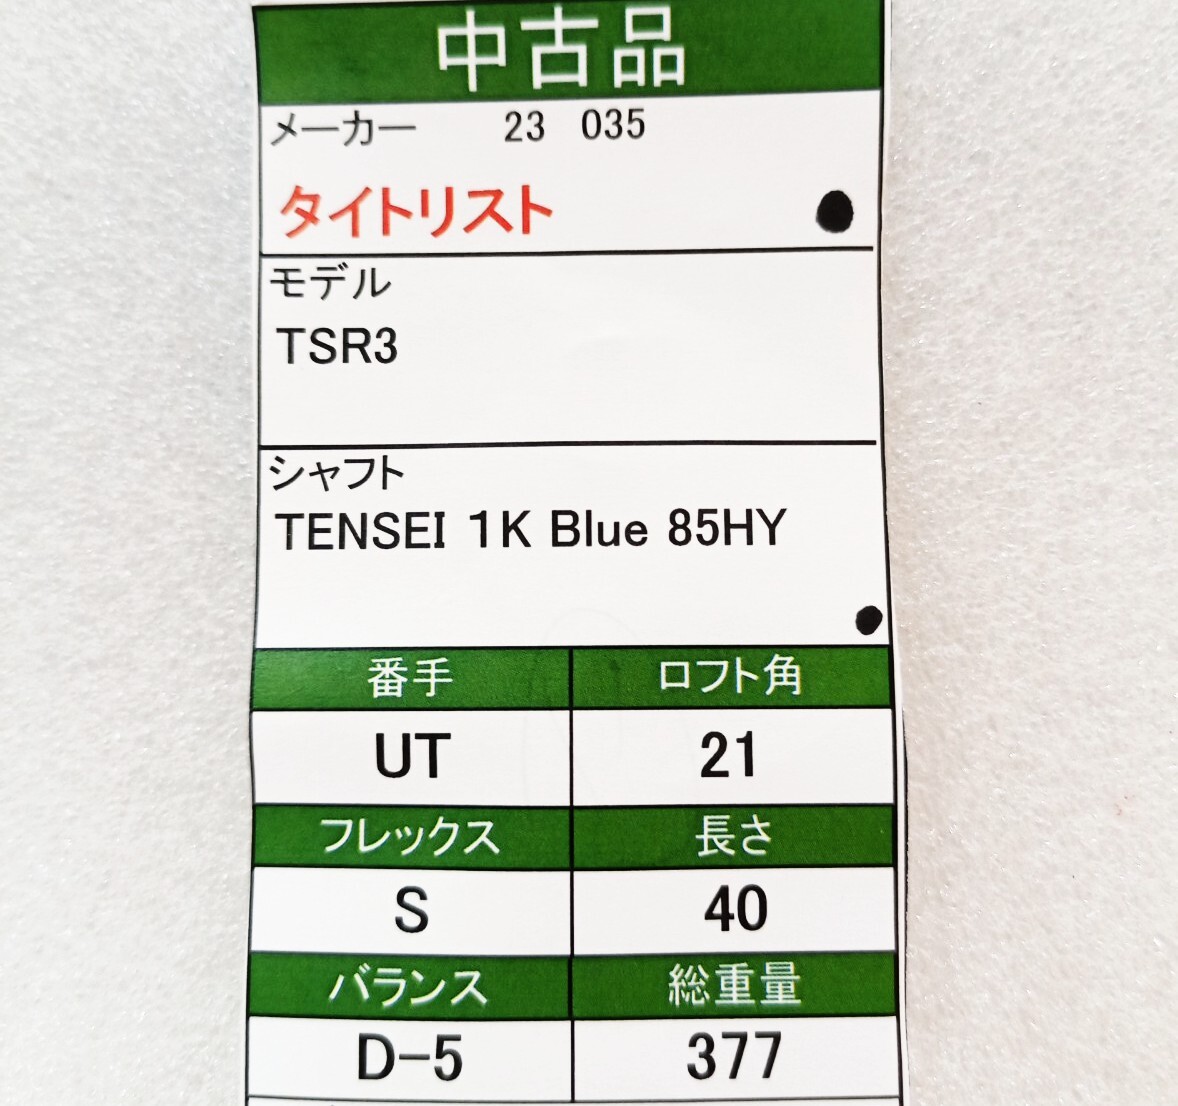 中古品
メーカー 23 035
タイトリスト
モデル
TSR3
シャフト
TENSEI 1K Blue 85HY
番手 ロフト角
UT 21
フレックス 長さ
S 40
バランス 総重量
D-5 377